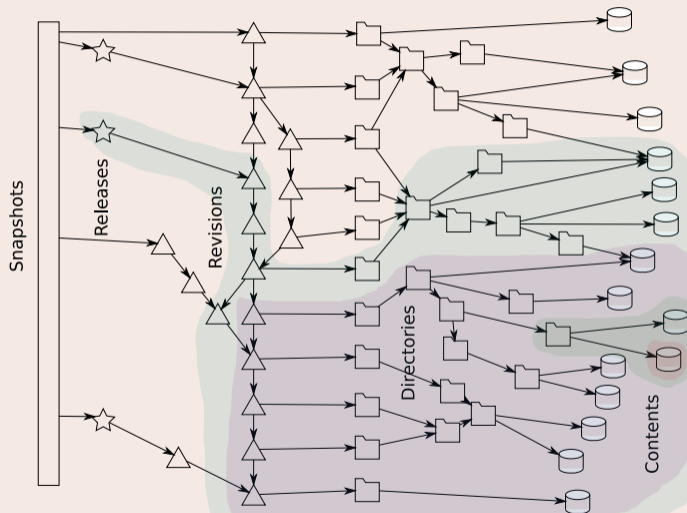 Snapshots
Releases
Revisions
Directories
Contents